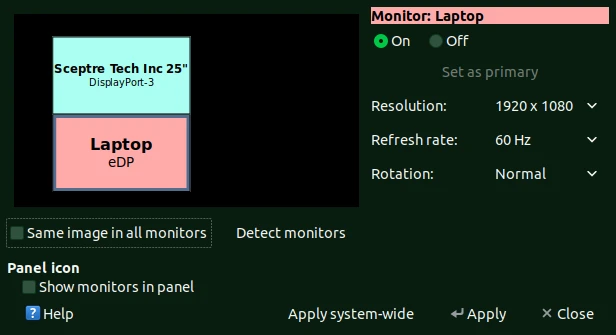 Monitor: Laptop
On Off
Set as primary
Sceptre Tech Inc 25"
DisplayPort-3
Laptop
eDP
Resolution: 1920 x 1080
Refresh rate: 60 Hz
Rotation: Normal
Same image in all monitors Detect monitors
Panel icon
Show monitors in panel
? Help Apply system-wide Apply Close